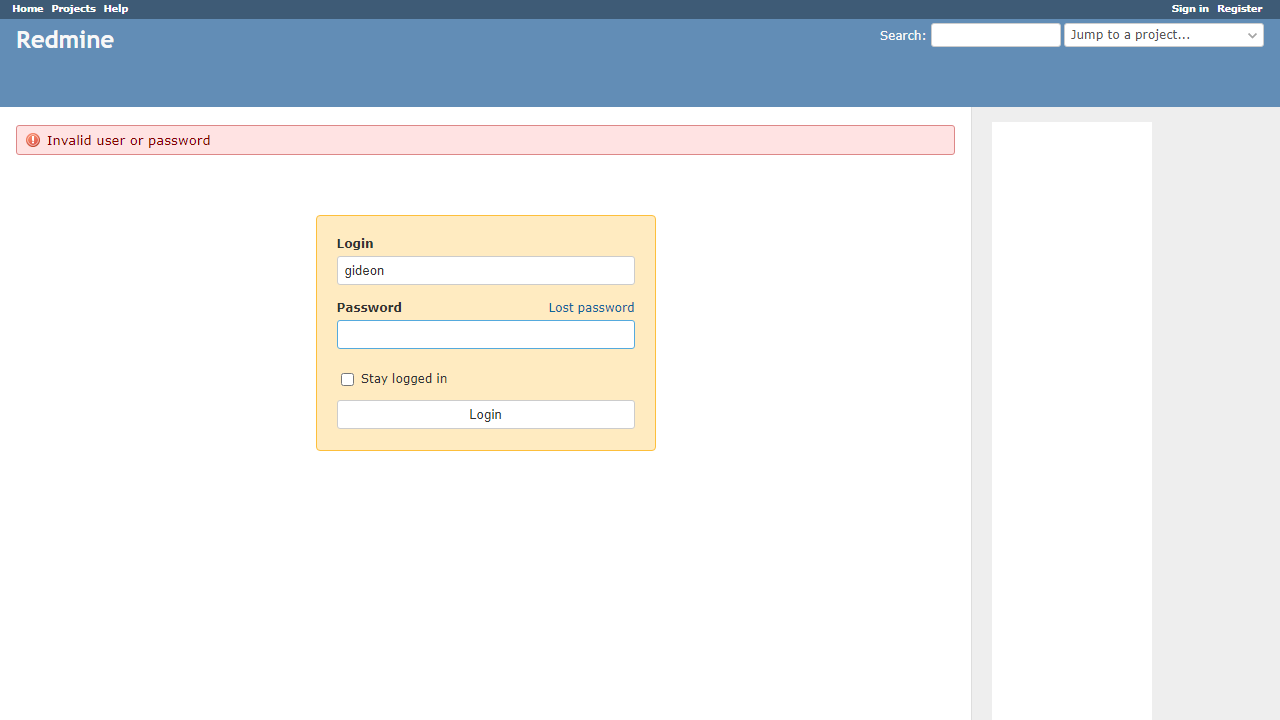 Home Projects Help Sign in Register
Redmine
Search: Jump to a project...
Invalid user or password
Login
gideon
Password Lost password
Stay logged in
Login